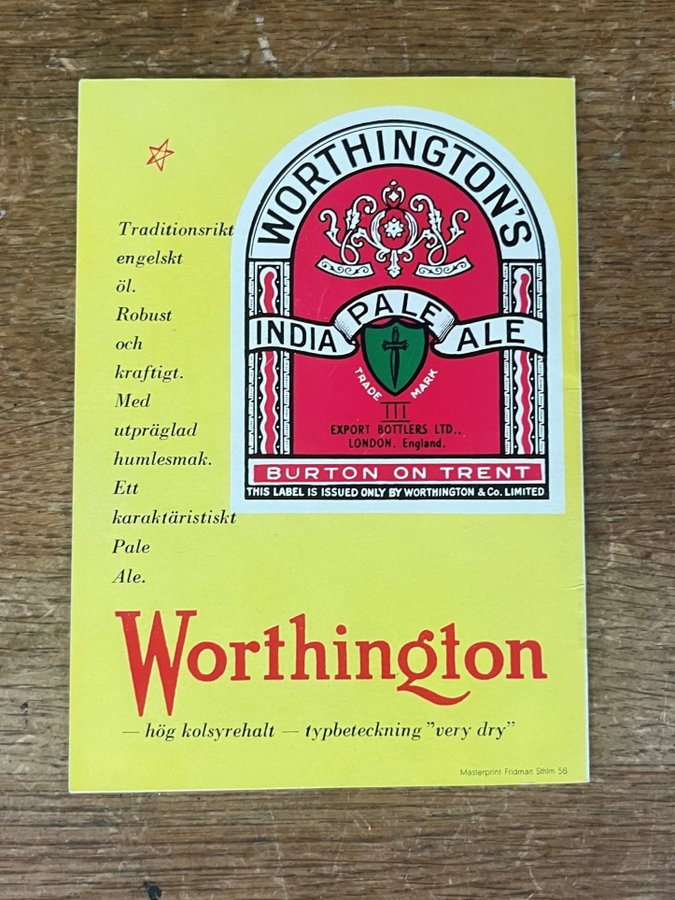 Traditionsrikt
engelskt
öl.
Robust
och
kraftigt.
Med
utpräglad
humlesmak.
Ett
karaktäristiskt
Pale
Ale.
WORTHINGTON'S
INDIA PALE ALE
TRADE MARK
III
EXPORT BOTTLERS LTD.,
LONDON. England.
BURTON ON TRENT
THIS LABEL IS ISSUED ONLY BY WORTHINGTON & Co. LIMITED
Worthington
— hög kolsyrehalt — typbeteckning ”very dry”
Masterprint Fridman Sthlm 56